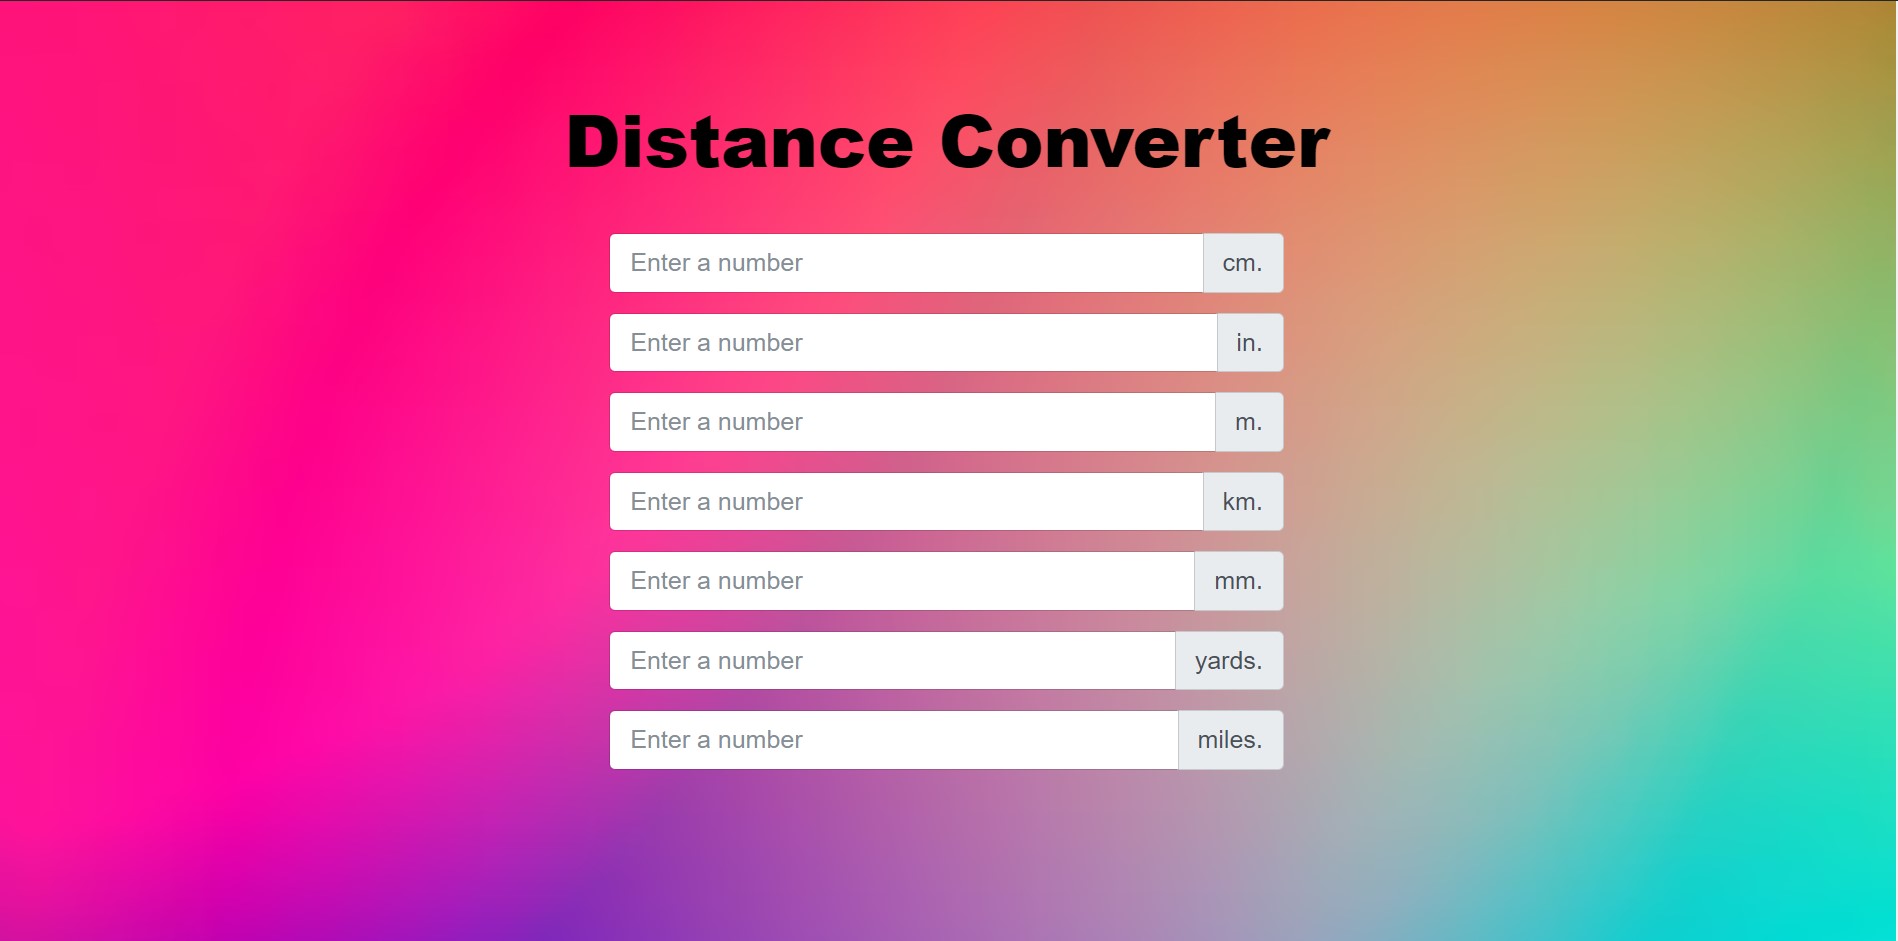 Distance Converter
Enter a number cm.
Enter a number in.
Enter a number m.
Enter a number km.
Enter a number mm.
Enter a number yards.
Enter a number miles.